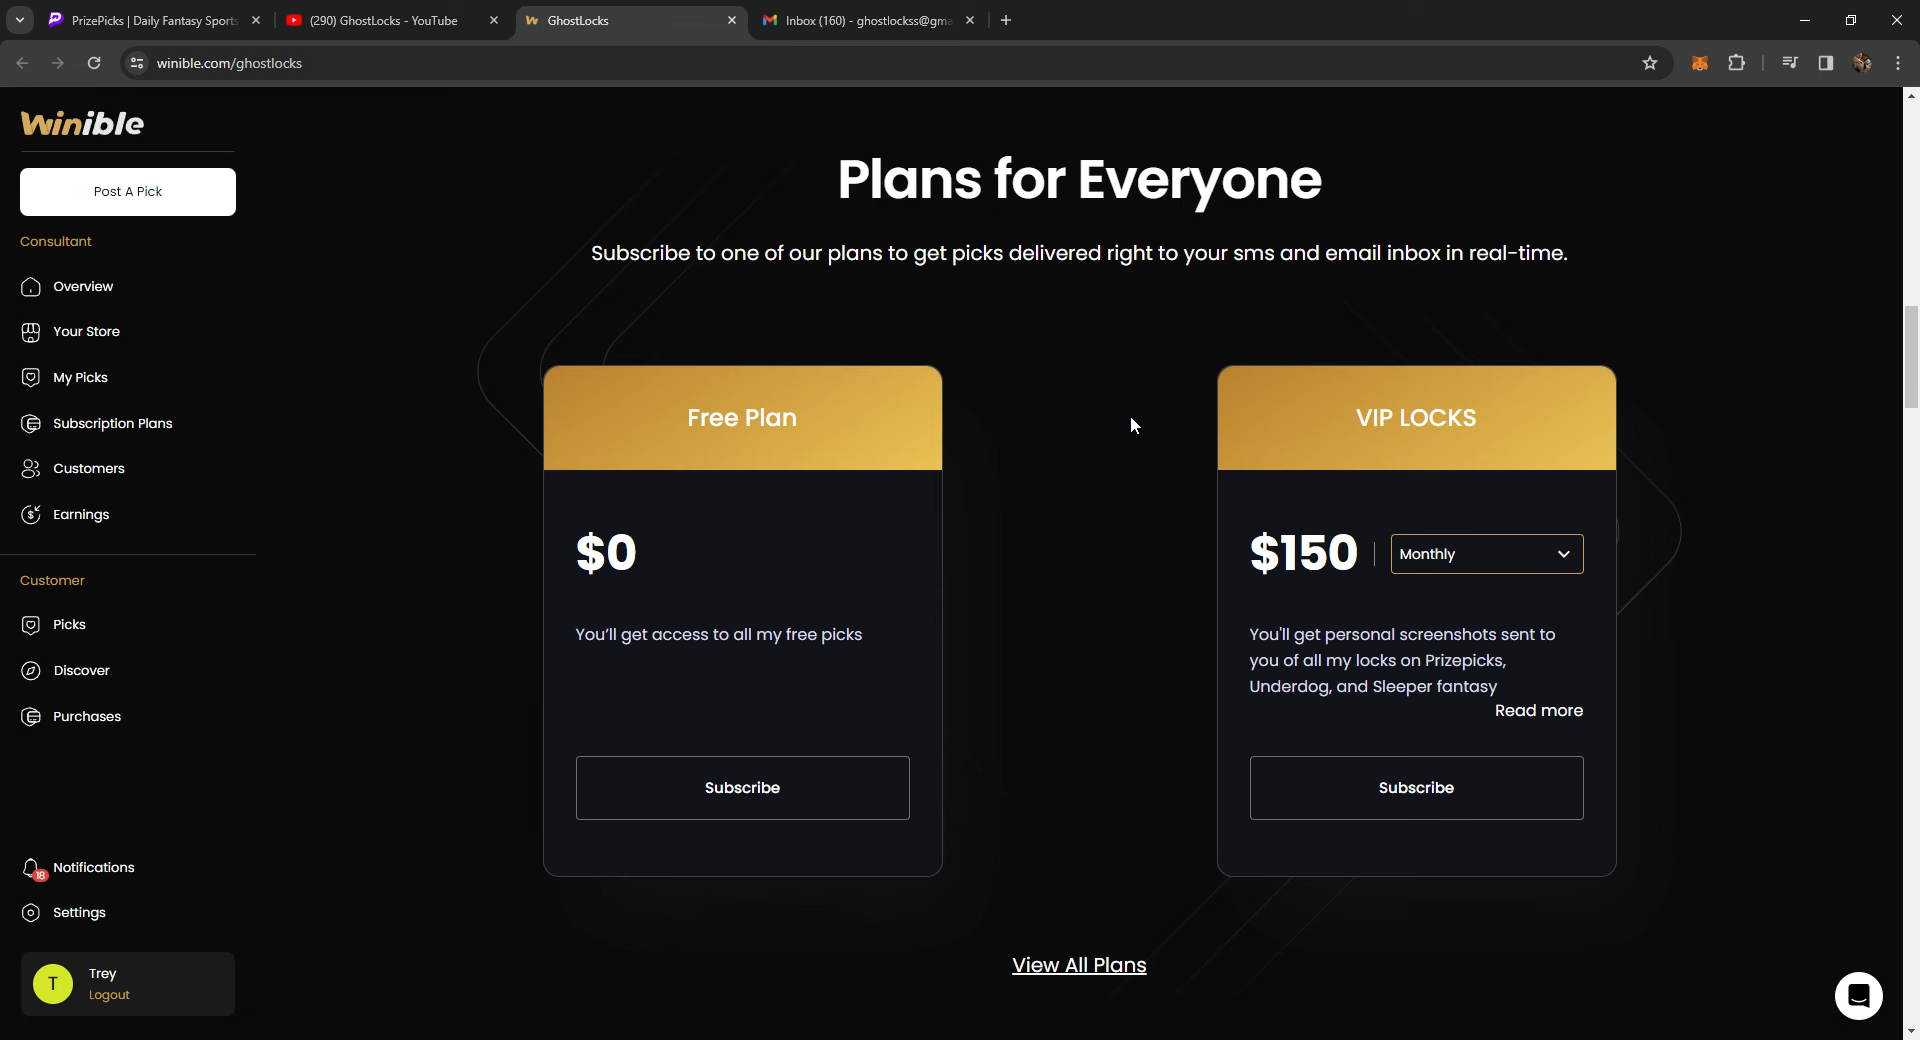 PrizePicks | Daily Fantasy Sports
(290) GhostLocks - YouTube
GhostLocks
Inbox (160) - ghostlockss@gma
winible.com/ghostlocks
Winible
Post A Pick
Consultant
Overview
Your Store
My Picks
Subscription Plans
Customers
Earnings
Customer
Picks
Discover
Purchases
18
Notifications
Settings
T
Trey
Logout
Plans for Everyone
Subscribe to one of our plans to get picks delivered right to your sms and email inbox in real-time.
Free Plan
$0
You’ll get access to all my free picks
Subscribe
VIP LOCKS
$150
Monthly
You'll get personal screenshots sent to
you of all my locks on Prizepicks,
Underdog, and Sleeper fantasy
Read more
Subscribe
View All Plans